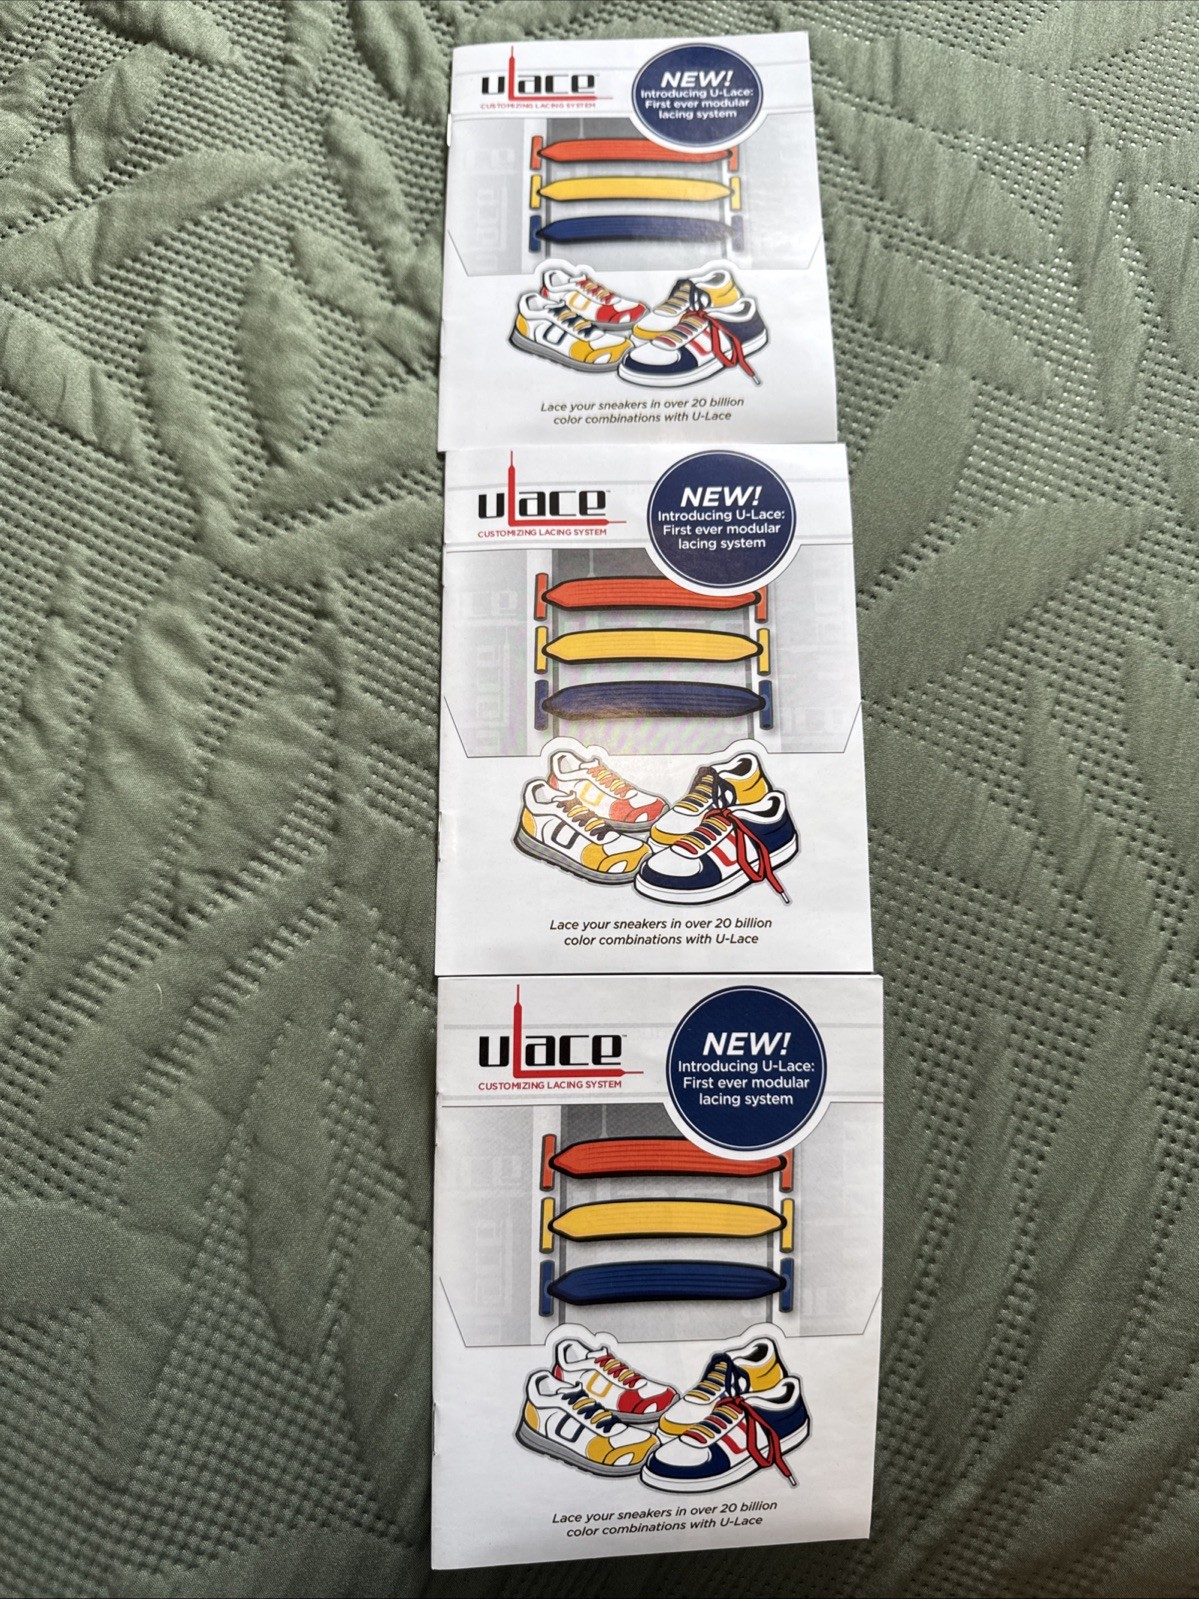 uLace™
CUSTOMIZING LACING SYSTEM
NEW!
Introducing U-Lace:
First ever modular
lacing system
U
U
Lace your sneakers in over 20 billion
color combinations with U-Lace
uLace™
CUSTOMIZING LACING SYSTEM
NEW!
Introducing U-Lace:
First ever modular
lacing system
U
U
Lace your sneakers in over 20 billion
color combinations with U-Lace
uLace™
CUSTOMIZING LACING SYSTEM
NEW!
Introducing U-Lace:
First ever modular
lacing system
U
U
Lace your sneakers in over 20 billion
color combinations with U-Lace